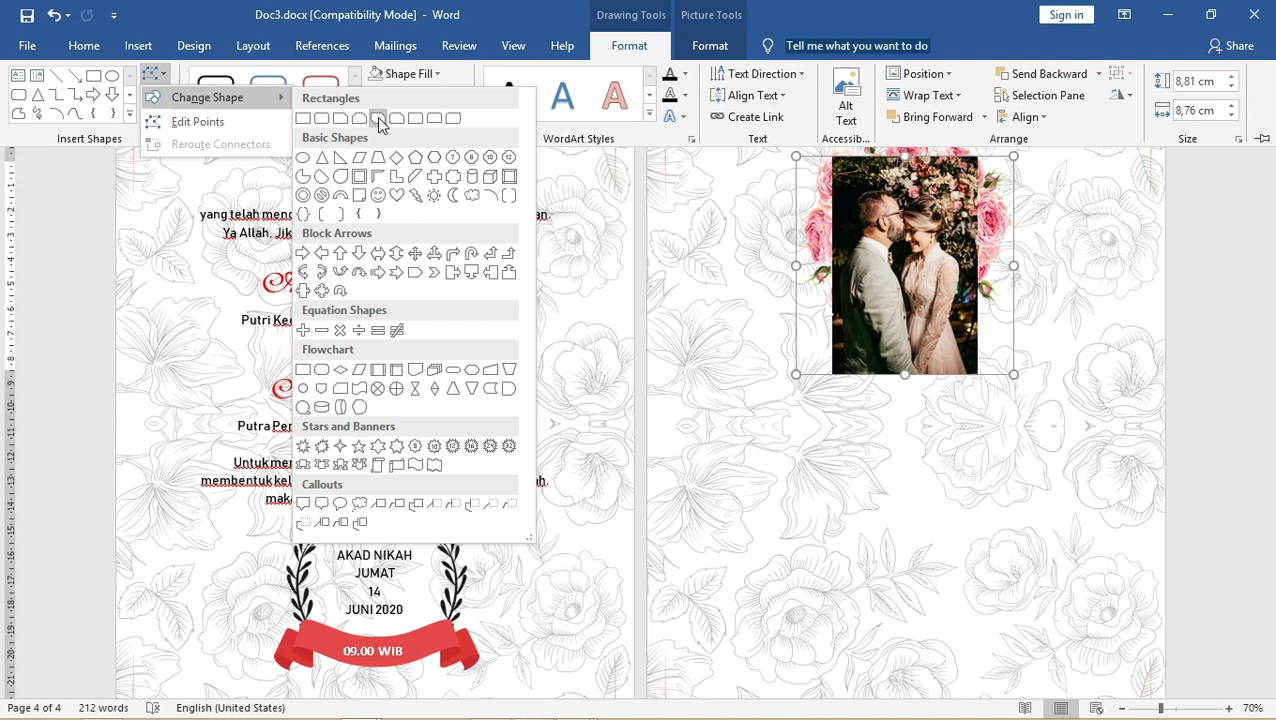 Doc3.docx [Compatibility Mode] - Word
Drawing Tools
Picture Tools
Sign in
File
Home
Insert
Design
Layout
References
Mailings
Review
View
Help
Format
Format
Tell me what you want to do
Share
Change Shape
Edit Points
Reroute Connectors
Insert Shapes
Rectangles
Basic Shapes
Block Arrows
Equation Shapes
Flowchart
Stars and Banners
Callouts
Shape Fill
A
A
WordArt Styles
Text Direction
Align Text
Create Link
Text
Alt
Text
Position
Wrap Text
Bring Forward
Send Backward
Selection Pane
Align
Arrange
8,81 cm
8,76 cm
Size
yang telah
Ya Allah. Jik
Putri Ke
Putra Per
Untuk me
membentuk kel
mak
AKAD NIKAH
JUMAT
14
JUNI 2020
09.00 WIB
Page 4 of 4
212 words
English (United States)
70%